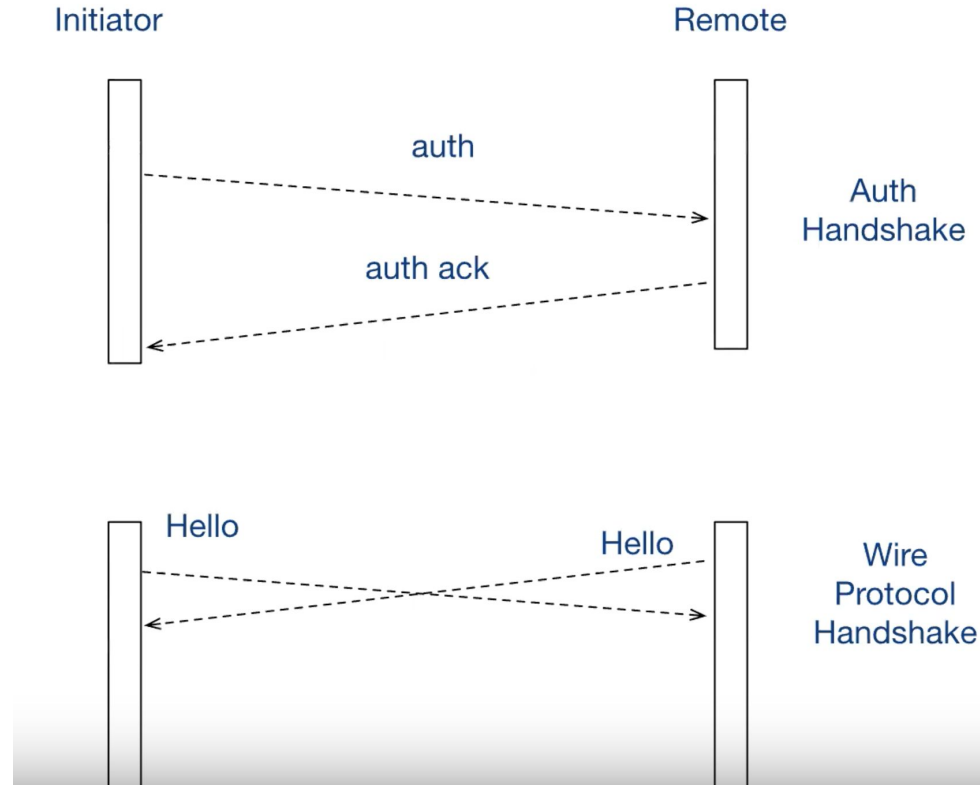 Initiator
Remote
auth
Auth
Handshake
auth ack
Hello
Hello
Wire
Protocol
Handshake